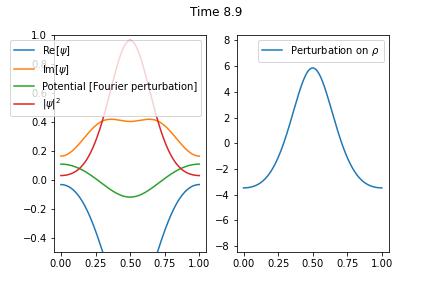 Time 8.9
Re[ψ]
Im[ψ]
Potential [Fourier perturbation]
|ψ|²
1.0
0.8
0.6
0.4
0.2
0.0
−0.2
−0.4
0.00 0.25 0.50 0.75 1.00
Perturbation on ρ
8
6
4
2
0
−2
−4
−6
−8
0.00 0.25 0.50 0.75 1.00